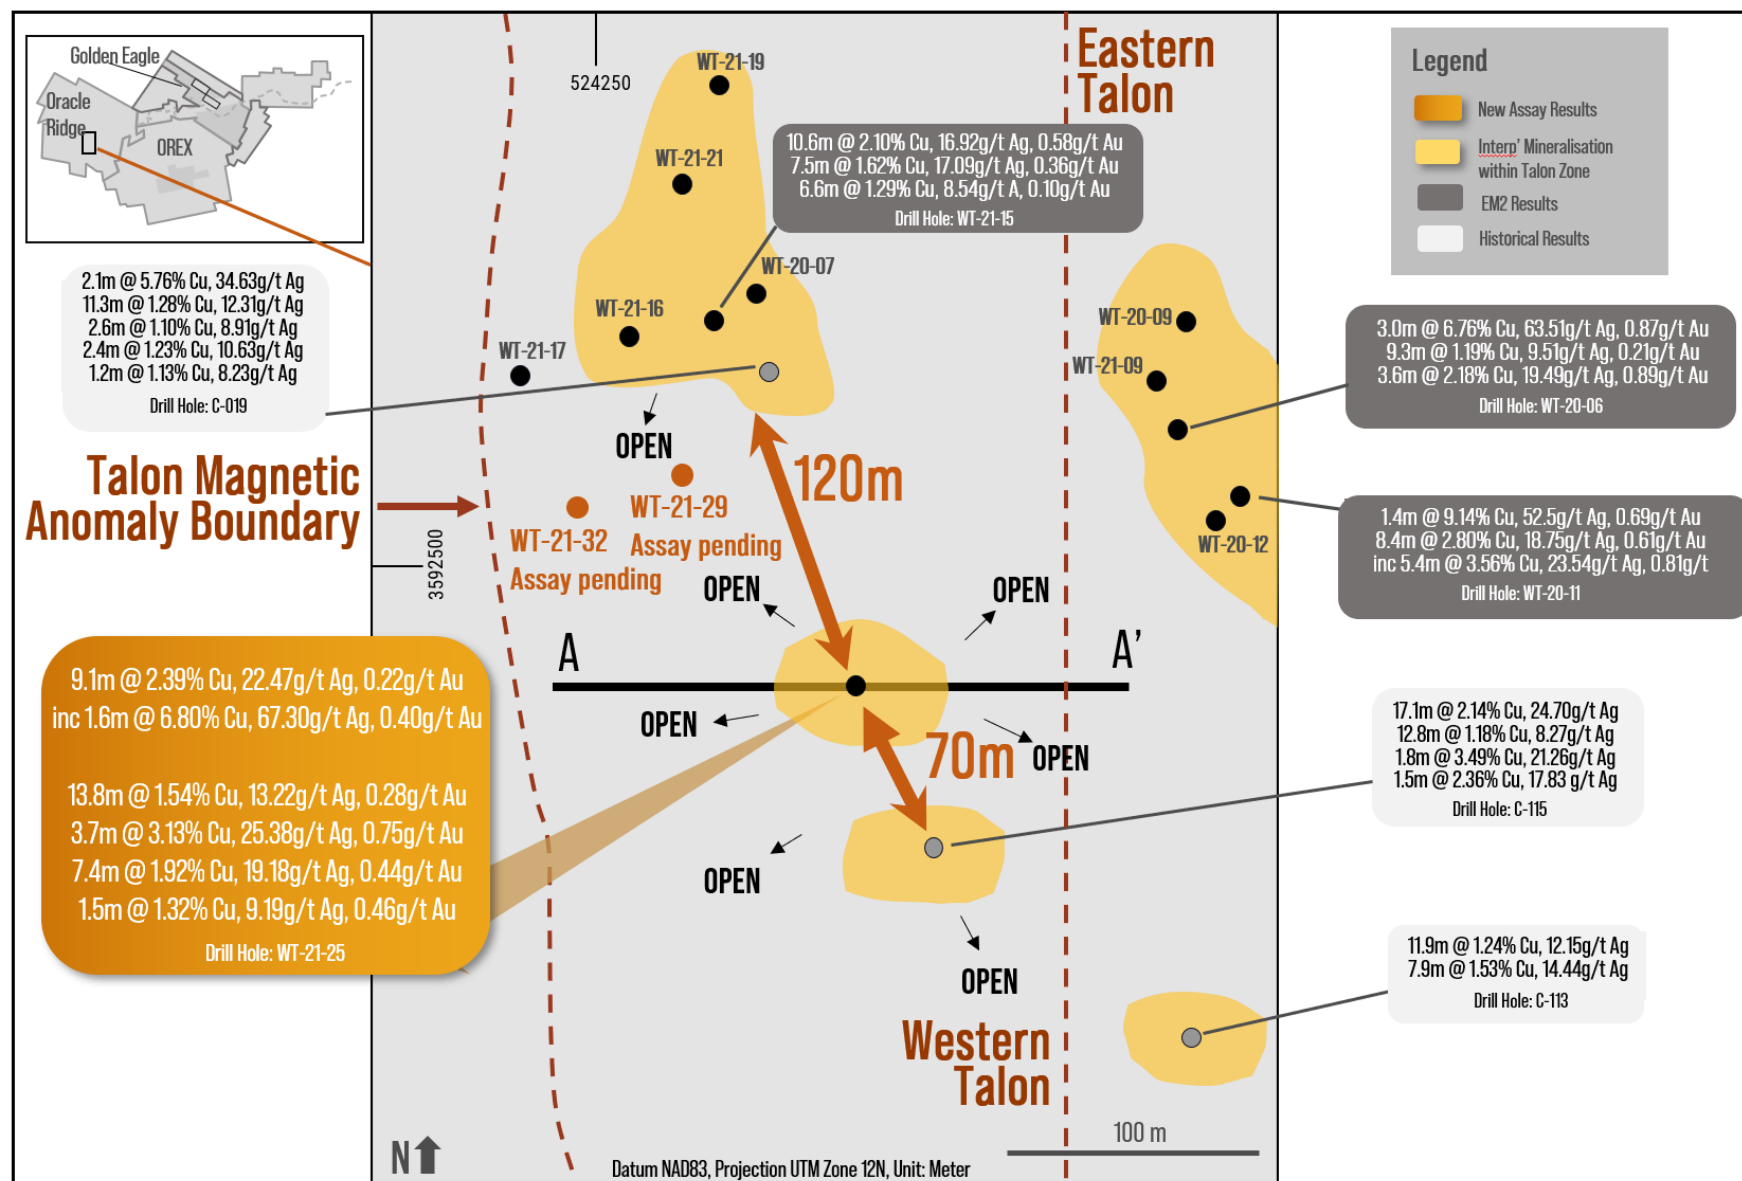 Golden Eagle
Oracle
Ridge
OREX
524250
WT-21-19
Eastern
Talon
Legend
New Assay Results
Interp' Mineralisation
within Talon Zone
EM2 Results
Historical Results
WT-21-21
10.6m @ 2.10% Cu, 16.92g/t Ag, 0.58g/t Au
7.5m @ 1.62% Cu, 17.09g/t Ag, 0.36g/t Au
6.6m @ 1.29% Cu, 8.54g/t A, 0.10g/t Au
Drill Hole: WT-21-15
WT-20-07
WT-21-16
WT-21-17
WT-20-09
WT-21-09
2.1m @ 5.76% Cu, 34.63g/t Ag
11.3m @ 1.28% Cu, 12.31g/t Ag
2.6m @ 1.10% Cu, 8.91g/t Ag
2.4m @ 1.23% Cu, 10.63g/t Ag
1.2m @ 1.13% Cu, 8.23g/t Ag
Drill Hole: C-019
3.0m @ 6.76% Cu, 63.51g/t Ag, 0.87g/t Au
9.3m @ 1.19% Cu, 9.51g/t Ag, 0.21g/t Au
3.6m @ 2.18% Cu, 19.49g/t Ag, 0.89g/t Au
Drill Hole: WT-20-06
OPEN
Talon Magnetic
Anomaly Boundary
120m
WT-21-29
Assay pending
WT-21-32
Assay pending
WT-20-12
1.4m @ 9.14% Cu, 52.5g/t Ag, 0.69g/t Au
8.4m @ 2.80% Cu, 18.75g/t Ag, 0.61g/t Au
inc 5.4m @ 3.56% Cu, 23.54g/t Ag, 0.81g/t
Drill Hole: WT-20-11
3592500
OPEN
OPEN
A
A'
9.1m @ 2.39% Cu, 22.47g/t Ag, 0.22g/t Au
inc 1.6m @ 6.80% Cu, 67.30g/t Ag, 0.40g/t Au
13.8m @ 1.54% Cu, 13.22g/t Ag, 0.28g/t Au
3.7m @ 3.13% Cu, 25.38g/t Ag, 0.75g/t Au
7.4m @ 1.92% Cu, 19.18g/t Ag, 0.44g/t Au
1.5m @ 1.32% Cu, 9.19g/t Ag, 0.46g/t Au
Drill Hole: WT-21-25
OPEN
70m
OPEN
17.1m @ 2.14% Cu, 24.70g/t Ag
12.8m @ 1.18% Cu, 8.27g/t Ag
1.8m @ 3.49% Cu, 21.26g/t Ag
1.5m @ 2.36% Cu, 17.83 g/t Ag
Drill Hole: C-115
OPEN
OPEN
11.9m @ 1.24% Cu, 12.15g/t Ag
7.9m @ 1.53% Cu, 14.44g/t Ag
Drill Hole: C-113
Western
Talon
N
100 m
Datum NAD83, Projection UTM Zone 12N, Unit: Meter